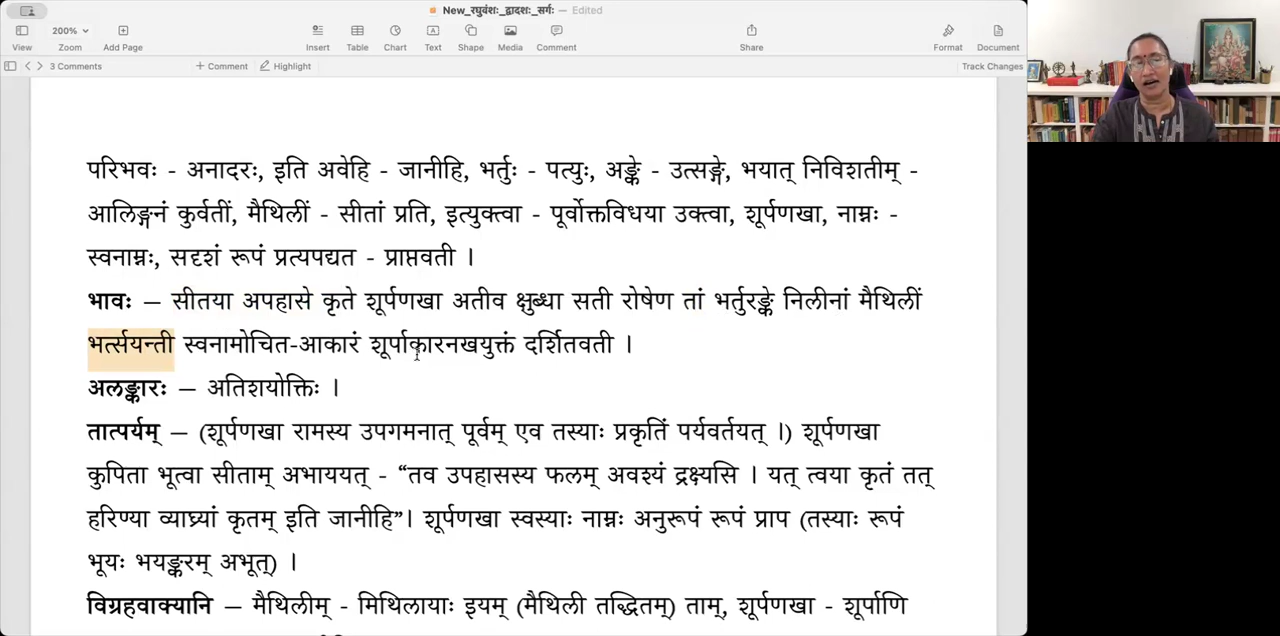 New_रघुवंशः_द्वादशः_सर्गः — Edited
View Zoom Add Page Insert Table Chart Text Shape Media Comment Share Format Document
200%
3 Comments + Comment Highlight Track Changes
परिभवः - अनादरः, इति अवेहि - जानीहि, भर्तुः - पत्युः, अङ्के - उत्सङ्गे, भयात् निविशतीम् -
आलिङ्गनं कुर्वतीं, मैथिलीं - सीतां प्रति, इत्युक्त्वा - पूर्वोक्तविधया उक्त्वा, शूर्पणखा, नाम्नः -
स्वनाम्नः, सदृशं रूपं प्रत्यपद्यत - प्राप्तवती ।
भावः — सीतया अपहासे कृते शूर्पणखा अतीव क्षुब्धा सती रोषेण तां भर्तुरङ्के निलीनां मैथिलीं
भर्त्सयन्ती स्वनामोचित-आकारं शूर्पाकारनखयुक्तं दर्शितवती ।
अलङ्कारः — अतिशयोक्तिः ।
तात्पर्यम् — (शूर्पणखा रामस्य उपगमनात् पूर्वम् एव तस्याः प्रकृतिं पर्यवर्तयत् ।) शूर्पणखा
कुपिता भूत्वा सीताम् अभाययत् - “तव उपहासस्य फलम् अवश्यं द्रक्ष्यसि । यत् त्वया कृतं तत्
हरिण्या व्याघ्र्यां कृतम् इति जानीहि”। शूर्पणखा स्वस्याः नाम्नः अनुरूपं रूपं प्राप (तस्याः रूपं
भूयः भयङ्करम् अभूत्) ।
विग्रहवाक्यानि — मैथिलीम् - मिथिलायाः इयम् (मैथिली तद्धितम्) ताम्, शूर्पणखा - शूर्पाणि